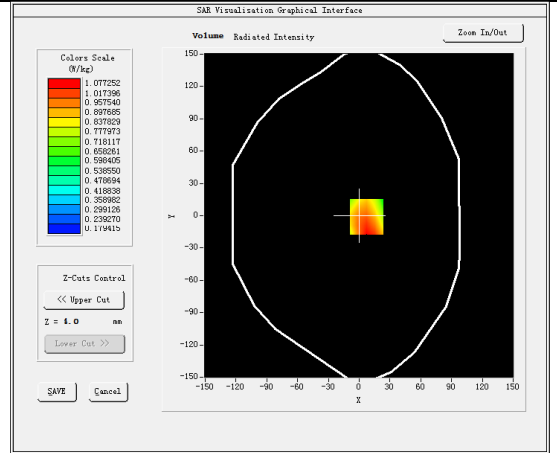 SAR Visualisation Graphical Interface
Volume Radiated Intensity
Zoom In/Out
Colors Scale
(W/kg)
1.077252
1.017396
0.957540
0.897685
0.837829
0.777973
0.718117
0.658261
0.598405
0.538550
0.478694
0.418838
0.358982
0.299126
0.239270
0.179415
Z-Cuts Control
<< Upper Cut
Z = 4.0 mm
Lower Cut >>
SAVE
Cancel
150
120
90
60
30
0
-30
-60
-90
-120
-150
Y
-150 -120 -90 -60 -30 0 30 60 90 120 150
X